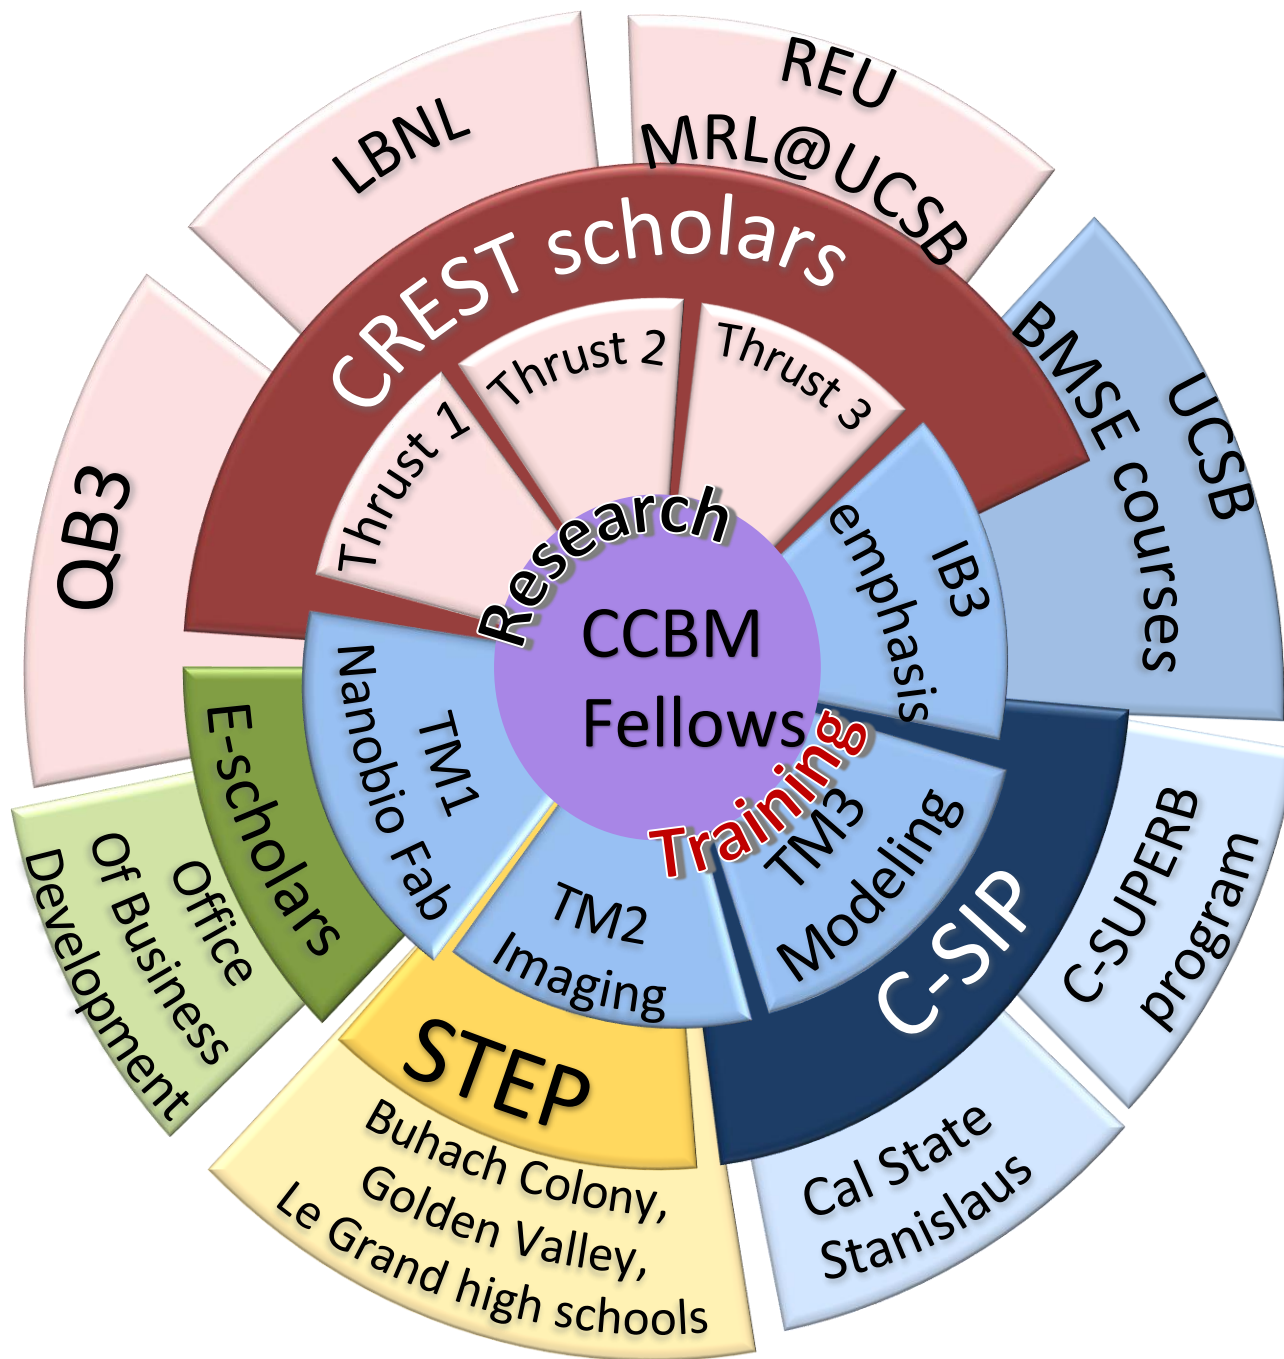 LBNL
REU
MRL@UCSB
QB3
CREST scholars
UCSB
BMSE courses
Thrust 1
Thrust 2
Thrust 3
Research
IB3
emphasis
CCBM
Fellows
Training
TM1
Nanobio Fab
TM2
Imaging
TM3
Modeling
E-scholars
Office
Of Business
Development
STEP
Buhach Colony,
Golden Valley,
Le Grand high schools
C-SIP
C-SUPERB
program
Cal State
Stanislaus